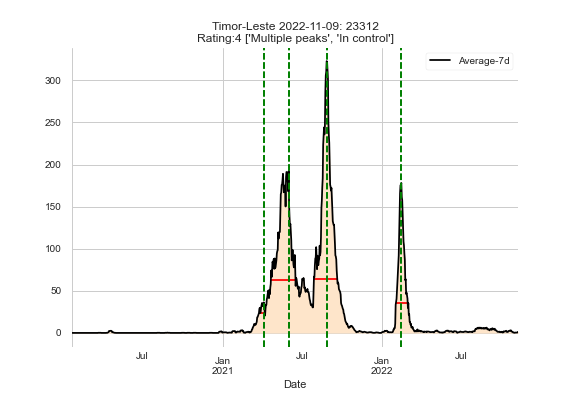 Timor-Leste 2022-11-09: 23312
Rating:4 ['Multiple peaks', 'In control']
Average-7d
300
250
200
150
100
50
0
Jul
Jan
2021
Jul
Jan
2022
Jul
Date